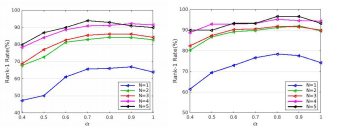 Rank-1 Rate(%)
100
90
80
70
60
50
40
0.4 0.5 0.6 0.7 0.8 0.9 1
α
N=1
N=2
N=3
N=4
N=5
Rank-1 Rate(%)
100
90
80
70
60
50
0.4 0.5 0.6 0.7 0.8 0.9
α
N=1
N=2
N=3
N=4
N=5